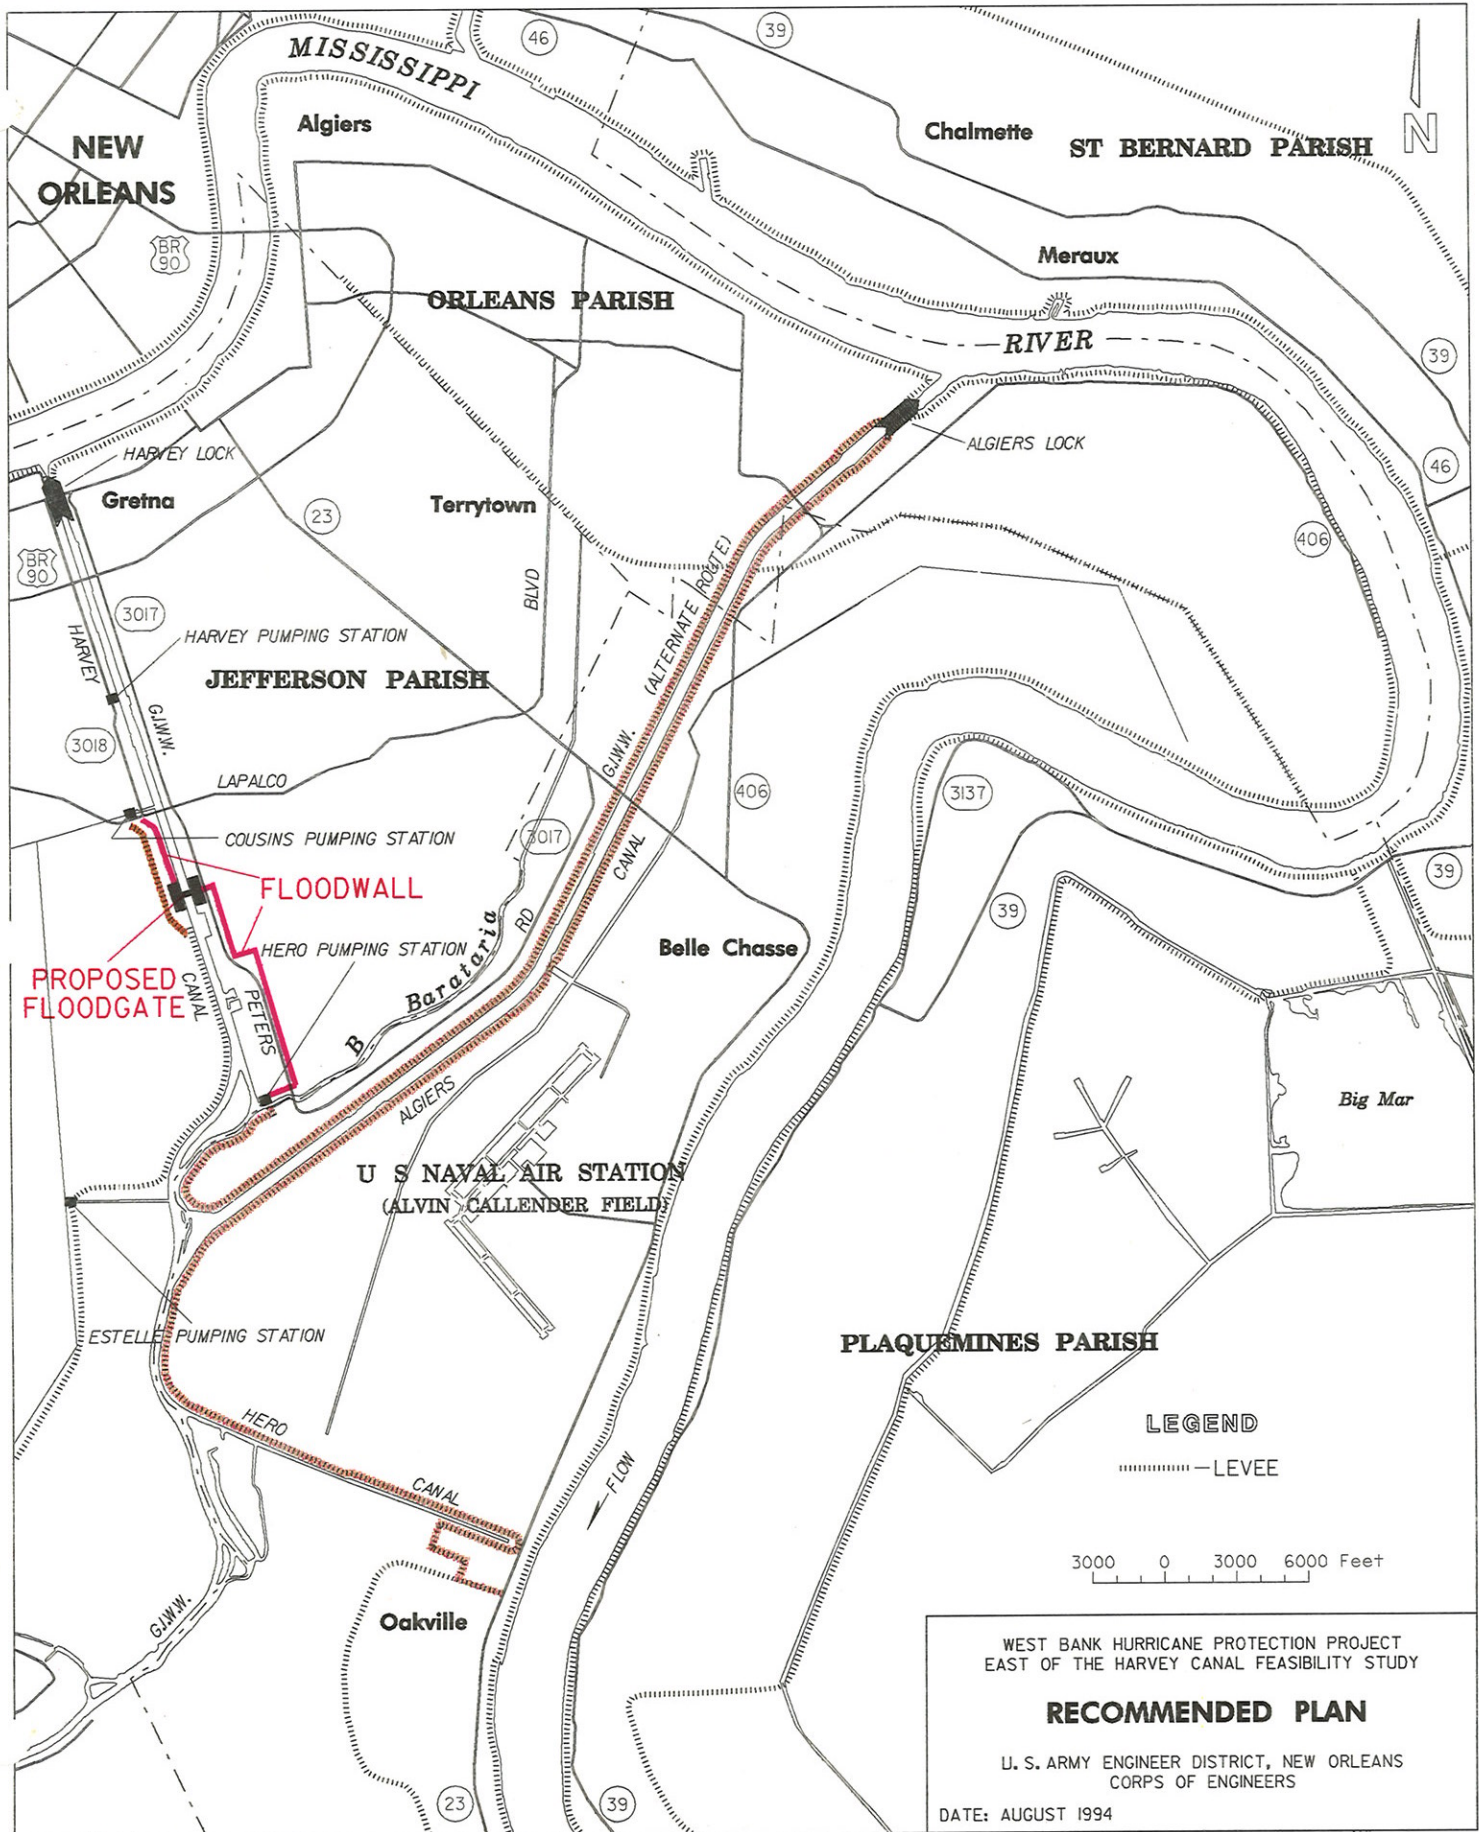 46
39
MISSISSIPPI
Algiers
Chalmette
ST BERNARD PARISH
N
NEW
ORLEANS
BR
90
Meraux
ORLEANS PARISH
RIVER
39
ALGIERS LOCK
HARVEY LOCK
46
Gretna
23
Terrytown
406
BR
90
BLVD
(ALTERNATE ROUTE)
3017
HARVEY
HARVEY PUMPING STATION
JEFFERSON PARISH
G.I.W.W.
3018
G.I.W.W.
LAPALCO
406
3137
COUSINS PUMPING STATION
3017
CANAL
39
FLOODWALL
39
RD
HERO PUMPING STATION
Belle Chasse
PROPOSED
FLOODGATE
CANAL
PETERS
B Barataria
ALGIERS
Big Mar
U S NAVAL AIR STATION
(ALVIN CALLENDER FIELD)
ESTELLE PUMPING STATION
PLAQUEMINES PARISH
HERO
CANAL
LEGEND
LEVEE
FLOW
3000 0 3000 6000 Feet
G.I.W.W.
Oakville
23
39
WEST BANK HURRICANE PROTECTION PROJECT
EAST OF THE HARVEY CANAL FEASIBILITY STUDY
RECOMMENDED PLAN
U. S. ARMY ENGINEER DISTRICT, NEW ORLEANS
CORPS OF ENGINEERS
DATE: AUGUST 1994